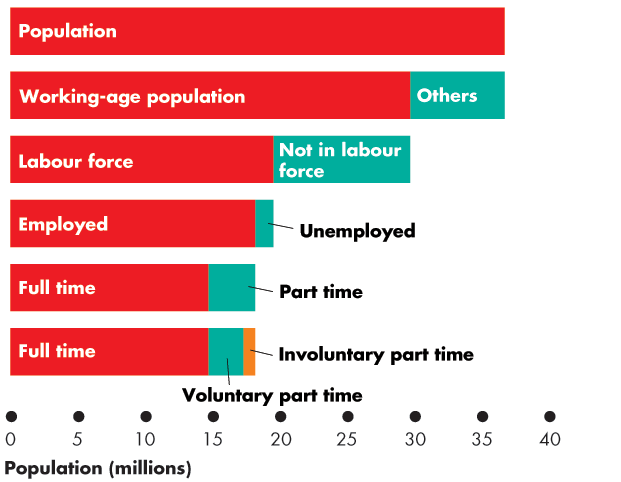 Population
Working-age population
Others
Labour force
Not in labour
force
Employed
Unemployed
Full time
Part time
Full time
Involuntary part time
Voluntary part time
0 5 10 15 20 25 30 35 40
Population (millions)